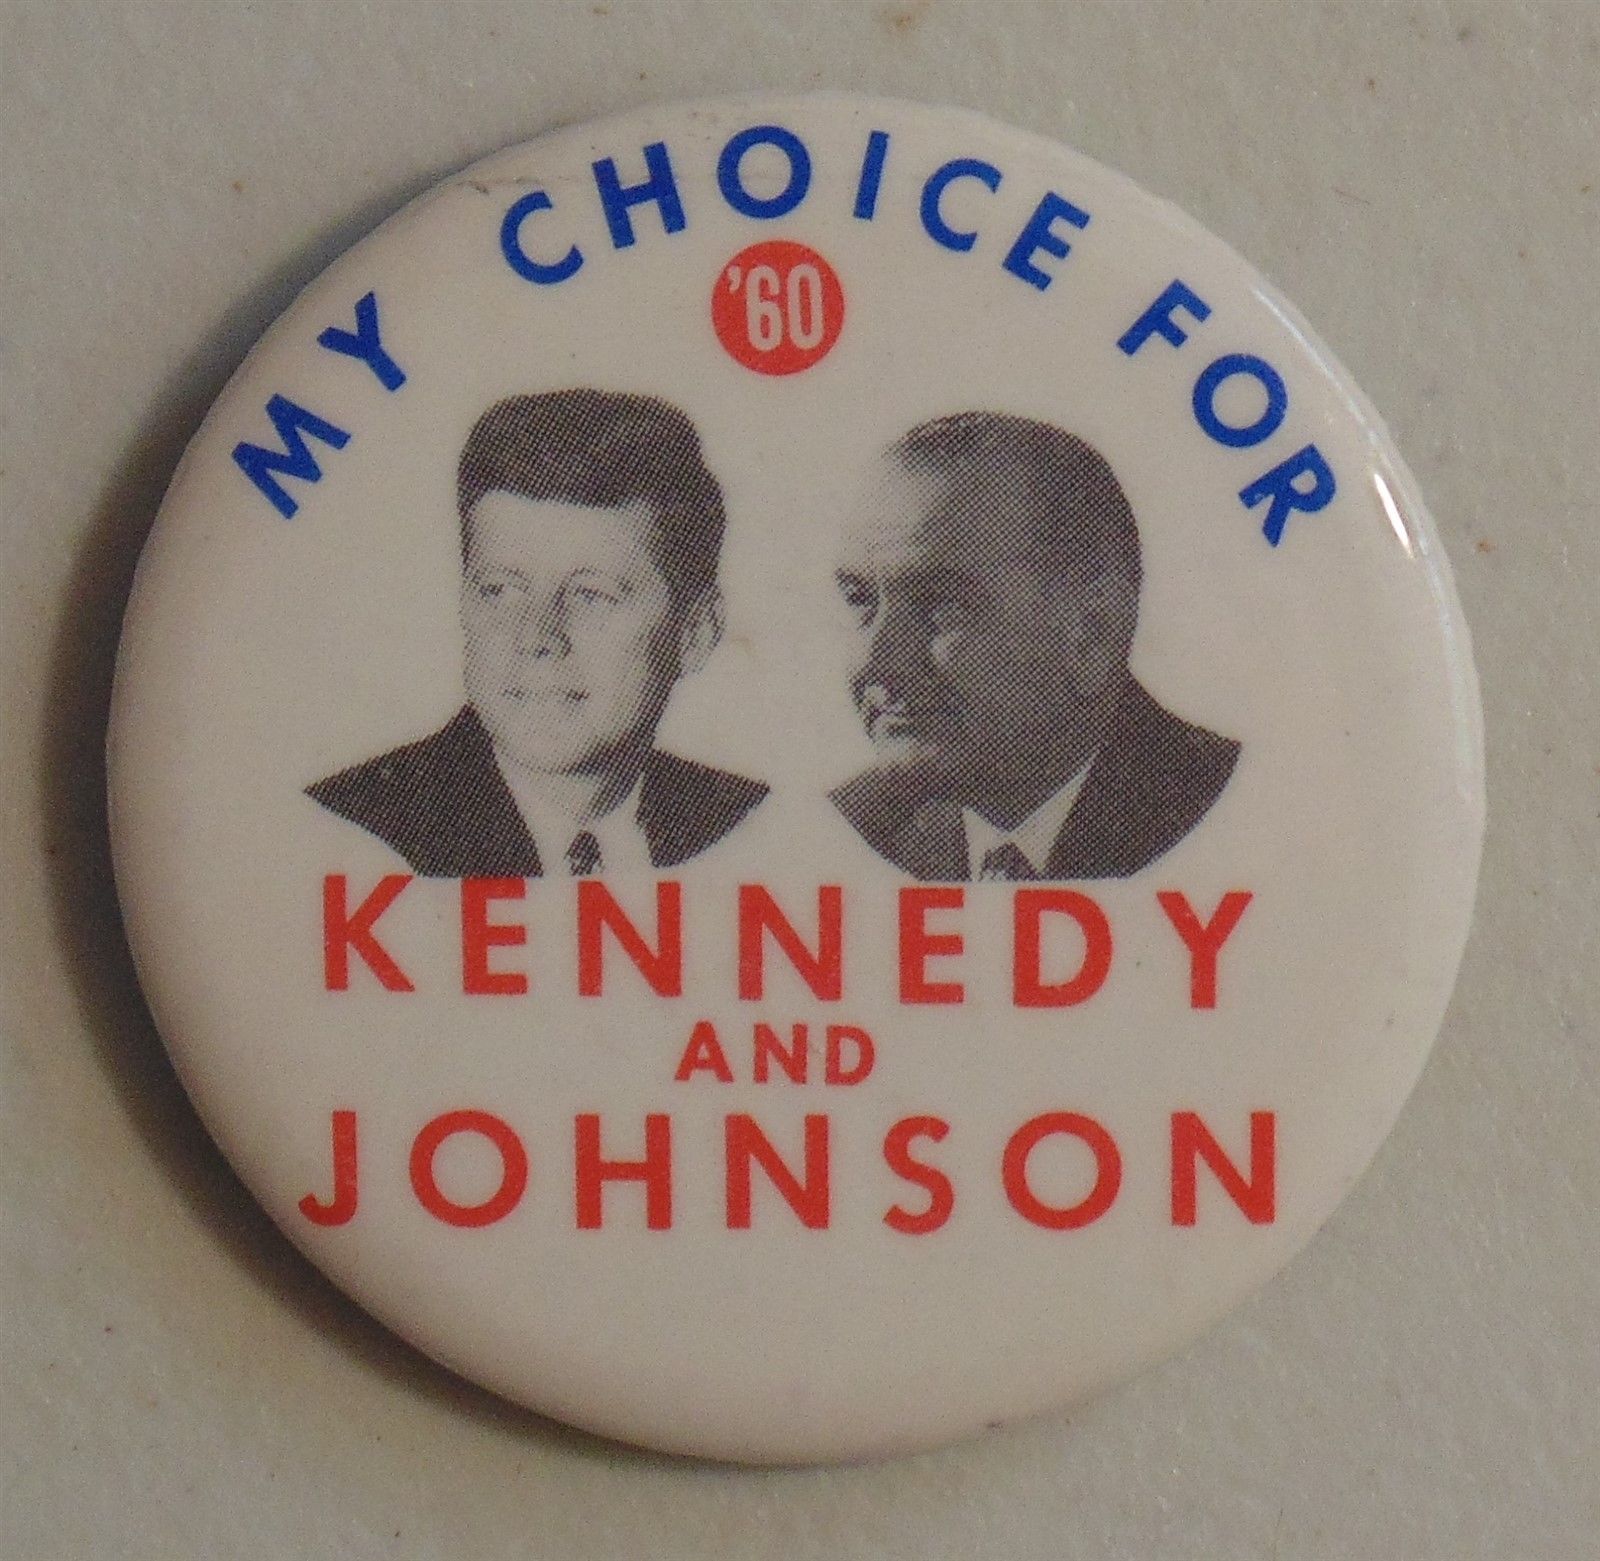 MY CHOICE FOR
'60
KENNEDY
AND
JOHNSON